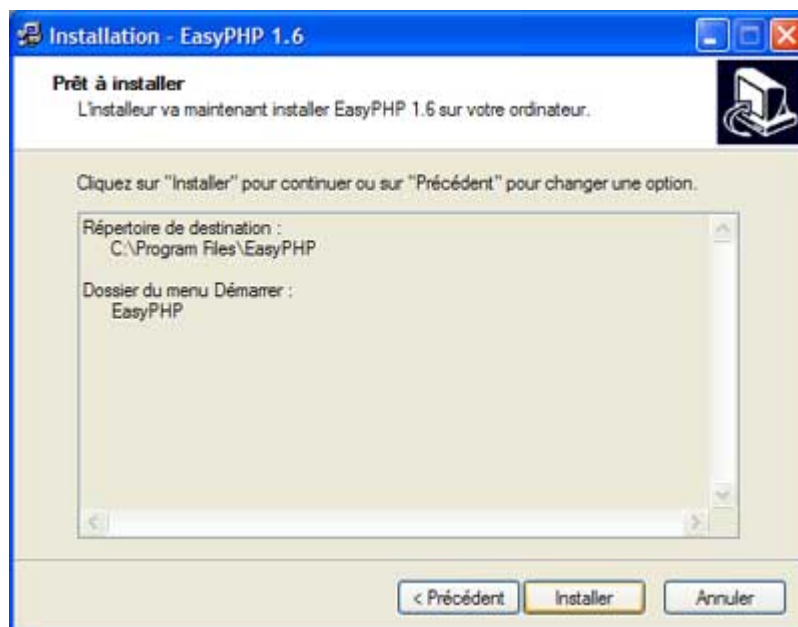 Installation - EasyPHP 1.6
Prêt à installer
L'installeur va maintenant installer EasyPHP 1.6 sur votre ordinateur.
Cliquez sur "Installer" pour continuer ou sur "Précédent" pour changer une option.
Répertoire de destination :
C:\Program Files\EasyPHP
Dossier du menu Démarrer :
EasyPHP
< Précédent Installer Annuler